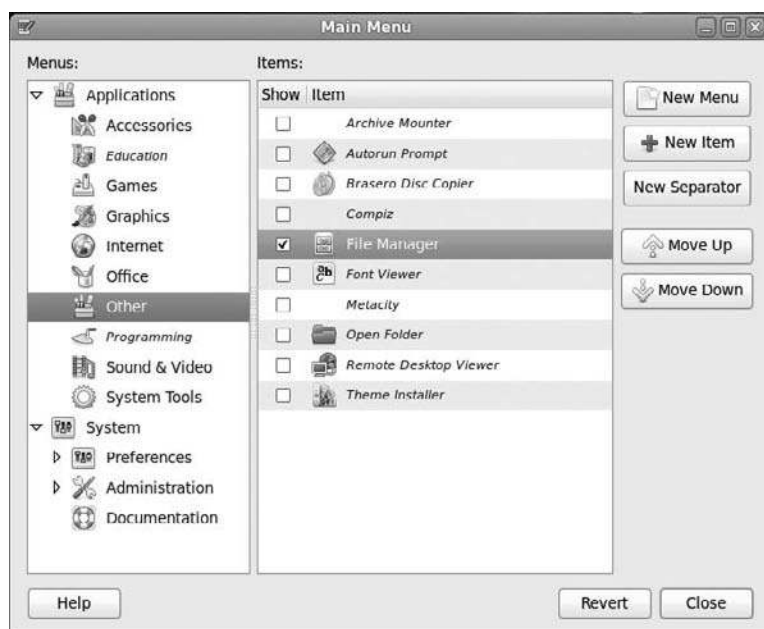 Main Menu
Menus:
Items:
Applications
Accessories
Education
Games
Graphics
Internet
Office
Other
Programming
Sound & Video
System Tools
System
Preferences
Administration
Documentation
Show Item
Archive Mounter
Autorun Prompt
Brasero Disc Copier
Compiz
File Manager
Font Viewer
Metacity
Open Folder
Remote Desktop Viewer
Theme Installer
New Menu
New Item
New Separator
Move Up
Move Down
Help
Revert
Close